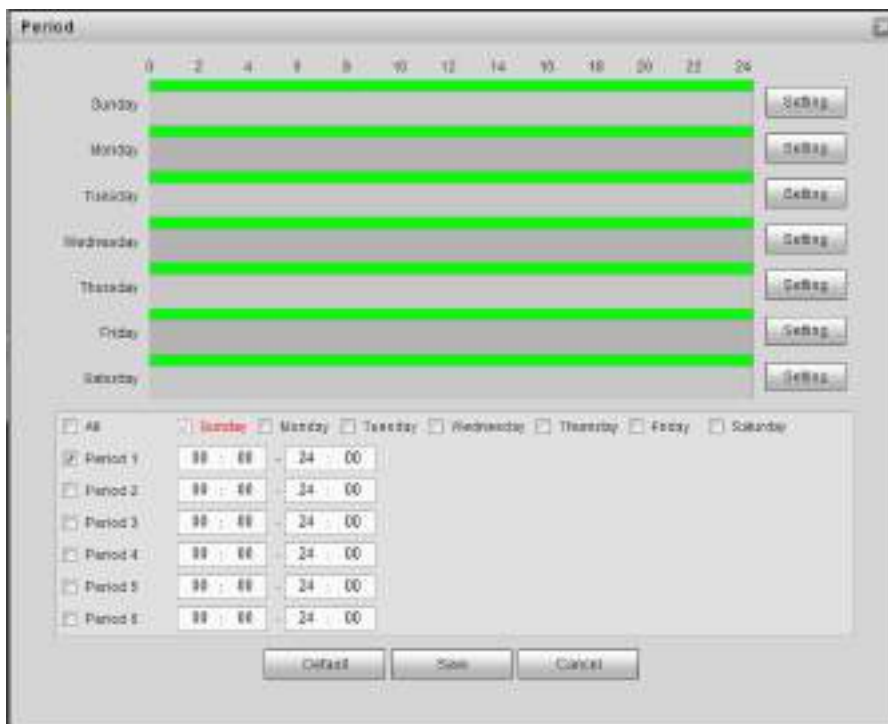 Period
0 2 4 6 8 10 12 14 16 18 20 22 24
Sunday Setting
Monday Setting
Tuesday Setting
Wednesday Setting
Thursday Setting
Friday Setting
Saturday Setting
All Sunday Monday Tuesday Wednesday Thursday Friday Saturday
Period 1 00 : 00 - 24 : 00
Period 2 00 : 00 - 24 : 00
Period 3 00 : 00 - 24 : 00
Period 4 00 : 00 - 24 : 00
Period 5 00 : 00 - 24 : 00
Period 6 00 : 00 - 24 : 00
Default Save Cancel